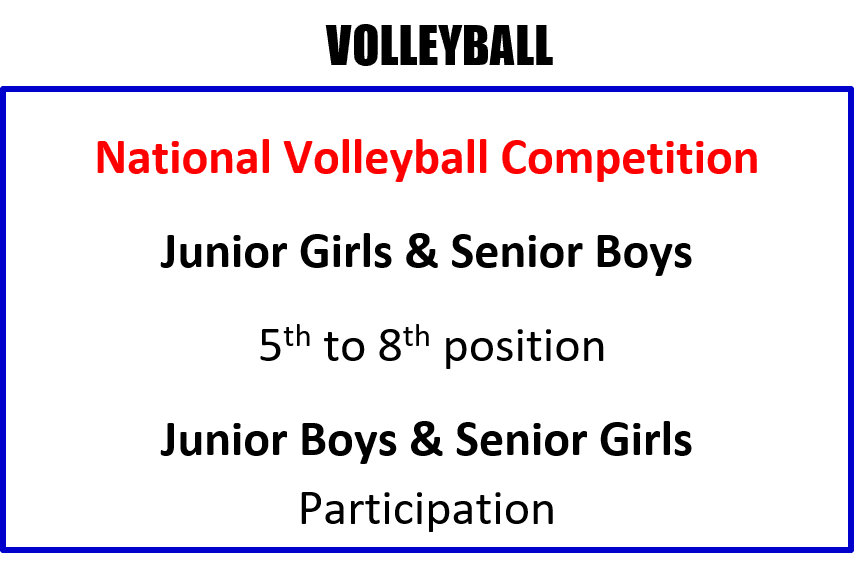 VOLLEYBALL
National Volleyball Competition
Junior Girls & Senior Boys
5th to 8th position
Junior Boys & Senior Girls
Participation